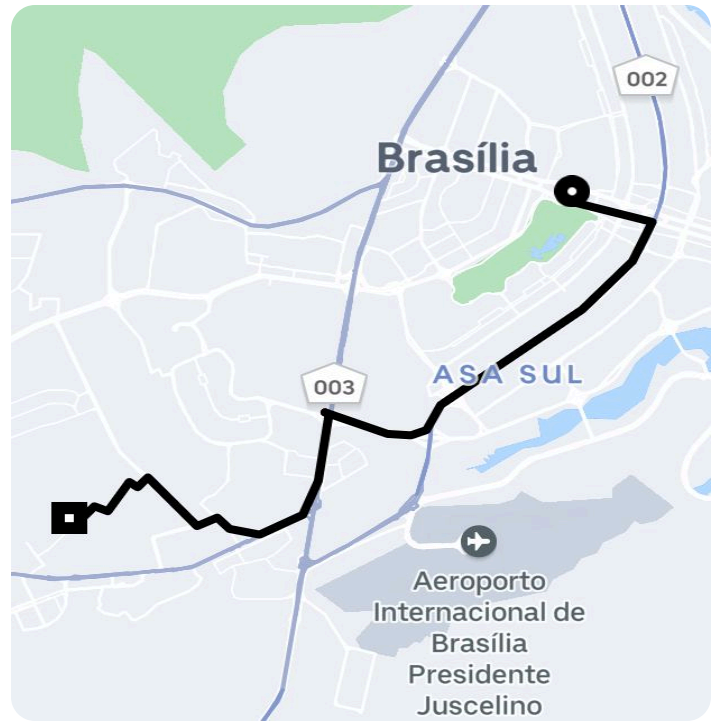 002
Brasília
003
ASA SUL
Aeroporto
Internacional de
Brasília
Presidente
Juscelino